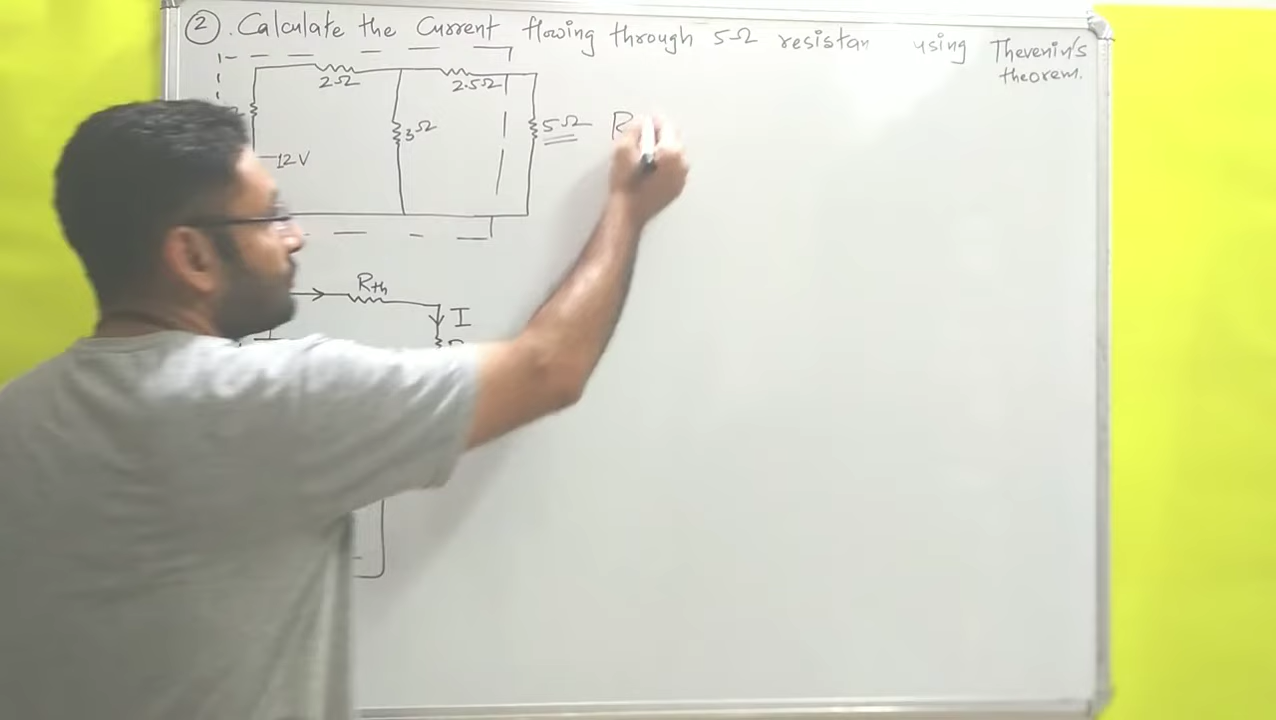 ② . Calculate the Current flowing through 5Ω resistan using Thevenin's
theorem.
2Ω
2.5Ω
3Ω
5Ω
R
12V
Rth
I